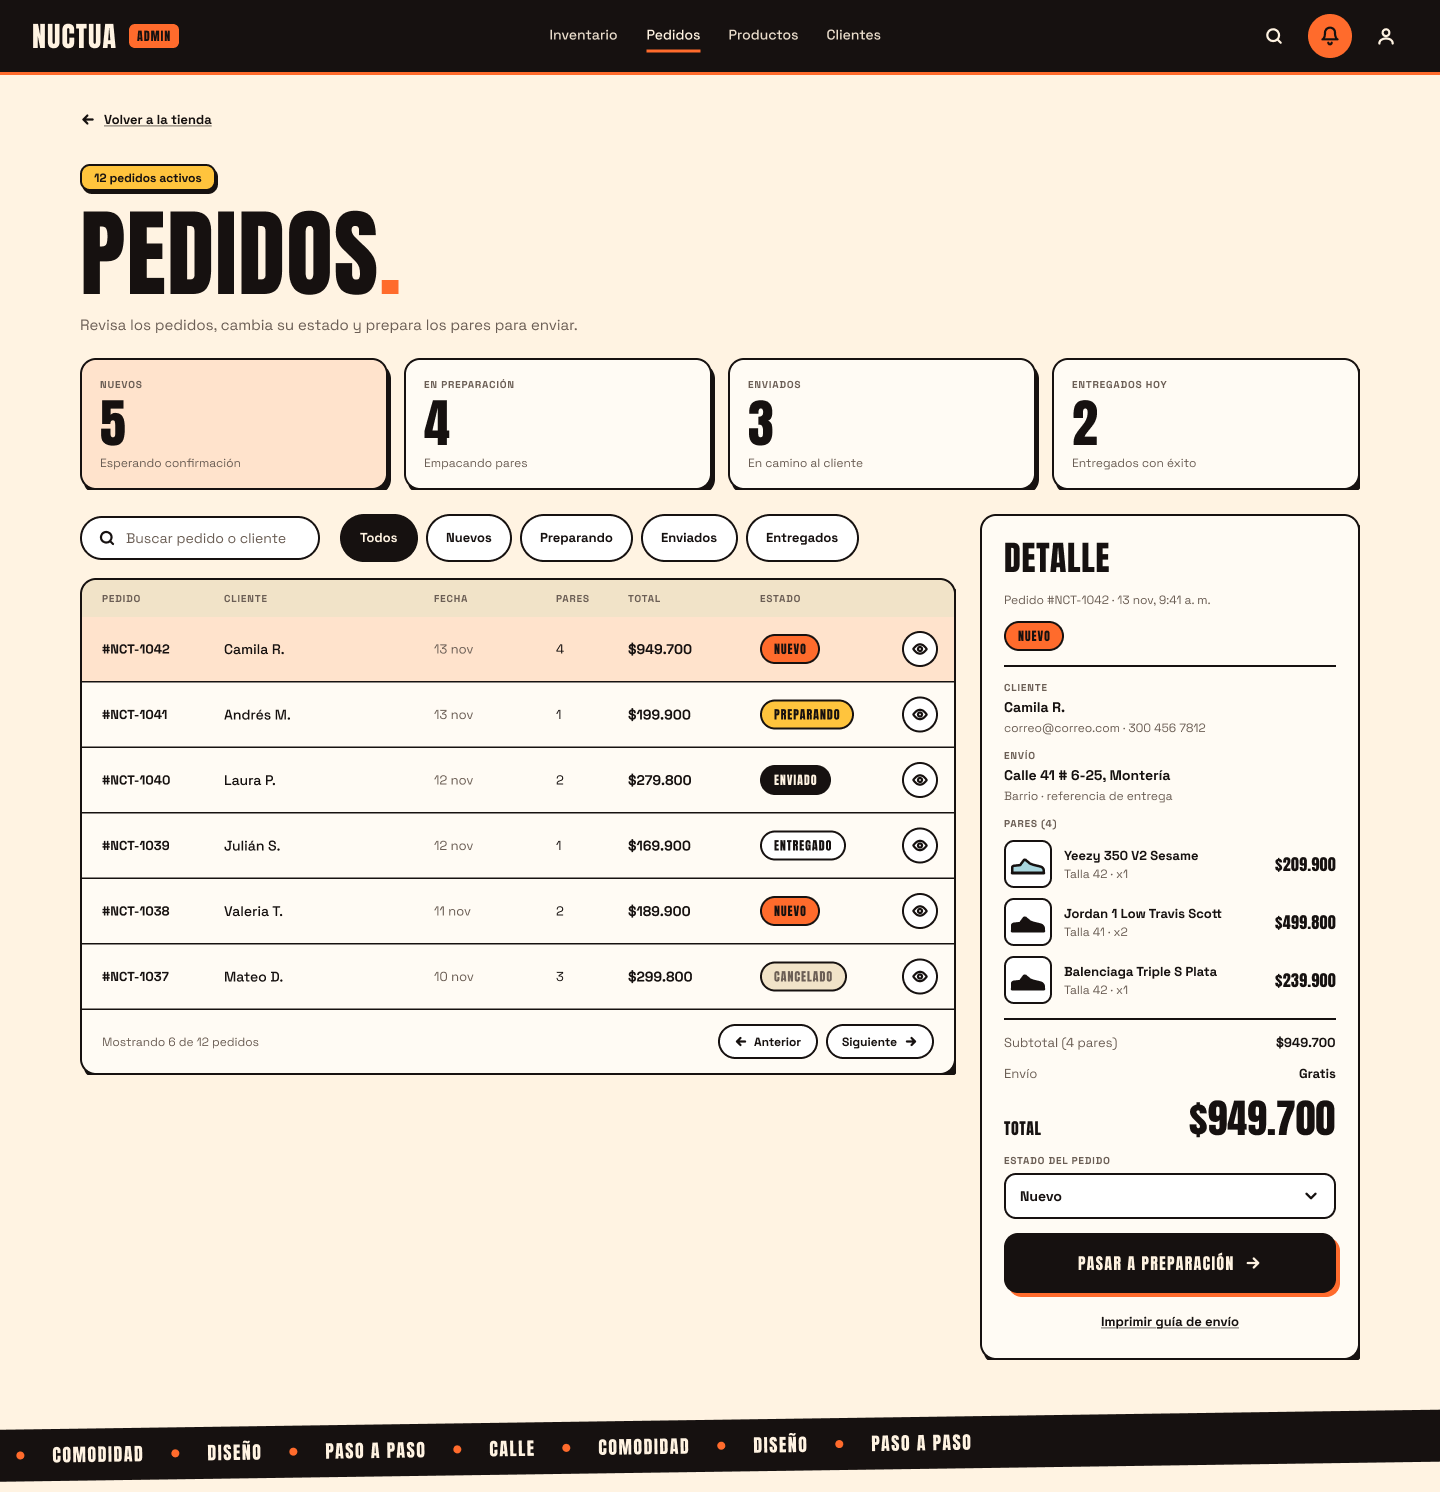 NUCTUA ADMIN Inventario Pedidos Productos Clientes
Volver a la tienda
12 pedidos activos
PEDIDOS.
Revisa los pedidos, cambia su estado y prepara los pares para enviar.
NUEVOS
5
Esperando confirmación
EN PREPARACIÓN
4
Empacando pares
ENVIADOS
3
En camino al cliente
ENTREGADOS HOY
2
Entregados con éxito
Buscar pedido o cliente Todos Nuevos Preparando Enviados Entregados
PEDIDO CLIENTE FECHA PARES TOTAL ESTADO
#NCT-1042 Camila R. 13 nov 4 $949.700 NUEVO
#NCT-1041 Andrés M. 13 nov 1 $199.900 PREPARANDO
#NCT-1040 Laura P. 12 nov 2 $279.800 ENVIADO
#NCT-1039 Julián S. 12 nov 1 $169.900 ENTREGADO
#NCT-1038 Valeria T. 11 nov 2 $189.900 NUEVO
#NCT-1037 Mateo D. 10 nov 3 $299.800 CANCELADO
Mostrando 6 de 12 pedidos Anterior Siguiente
DETALLE
Pedido #NCT-1042 · 13 nov, 9:41 a. m.
NUEVO
CLIENTE
Camila R.
correo@correo.com · 300 456 7812
ENVÍO
Calle 41 # 6-25, Montería
Barrio · referencia de entrega
PARES (4)
Yeezy 350 V2 Sesame
Talla 42 · x1
$209.900
Jordan 1 Low Travis Scott
Talla 41 · x2
$499.800
Balenciaga Triple S Plata
Talla 42 · x1
$239.900
Subtotal (4 pares) $949.700
Envío Gratis
TOTAL $949.700
ESTADO DEL PEDIDO
Nuevo
PASAR A PREPARACIÓN
Imprimir guía de envío
COMODIDAD DISEÑO PASO A PASO CALLE COMODIDAD DISEÑO PASO A PASO